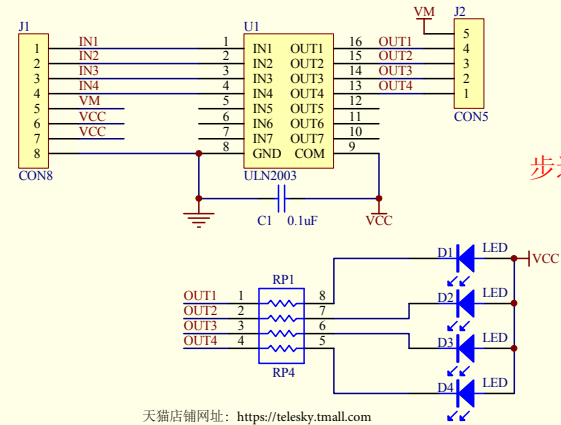 J1
CON8
1
2
3
4
5
6
7
8
IN1
IN2
IN3
IN4
VM
VCC
VCC
U1
ULN2003
1 IN1 OUT1 16
2 IN2 OUT2 15
3 IN3 OUT3 14
4 IN4 OUT4 13
5 IN5 OUT5 12
6 IN6 OUT6 11
7 IN7 OUT7 10
8 GND COM 9
OUT1
OUT2
OUT3
OUT4
VM
J2
5
4
3
2
1
CON5
C1 0.1uF
VCC
步
RP1
OUT1 1 8
OUT2 2 7
OUT3 3 6
OUT4 4 5
RP4
D1 LED
D2 LED
D3 LED
D4 LED
VCC
天猫店铺网址：https://telesky.tmall.com